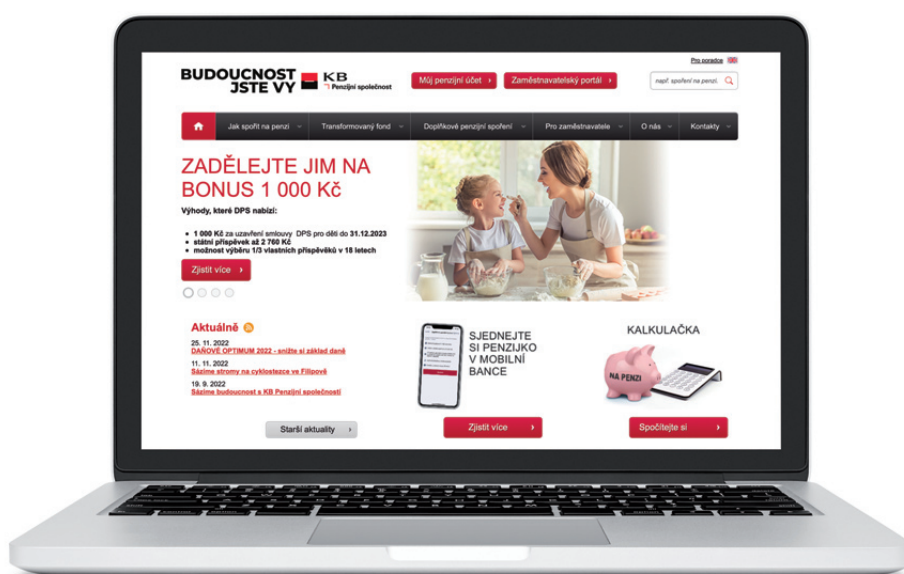 Pro poradce
BUDOUCNOST
JSTE VY
KB
Penzijní společnost
Můj penzijní účet ›
Zaměstnavatelský portál ›
např. spoření na penzi.
Jak spořit na penzi
Transformovaný fond
Doplňkové penzijní spoření
Pro zaměstnavatele
O nás
Kontakty
ZADĚLEJTE JIM NA
BONUS 1 000 Kč
Výhody, které DPS nabízí:
• 1 000 Kč za uzavření smlouvy DPS pro děti do 31.12.2023
• státní příspěvek až 2 760 Kč
• možnost výběru 1/3 vlastních příspěvěků v 18 letech
Zjistit více ›
Aktuálně
25. 11. 2022
DAŇOVÉ OPTIMUM 2022 - snižte si základ daně
11. 11. 2022
Sázíme stromy na cyklostezce ve Filipově
19. 9. 2022
Sázíme budoucnost s KB Penzijní společností
Starší aktuality ›
SJEDNEJTE
SI PENZIJKO
V MOBILNÍ
BANCE
Zjistit více ›
KALKULAČKA
NA PENZI
Spočítejte si ›